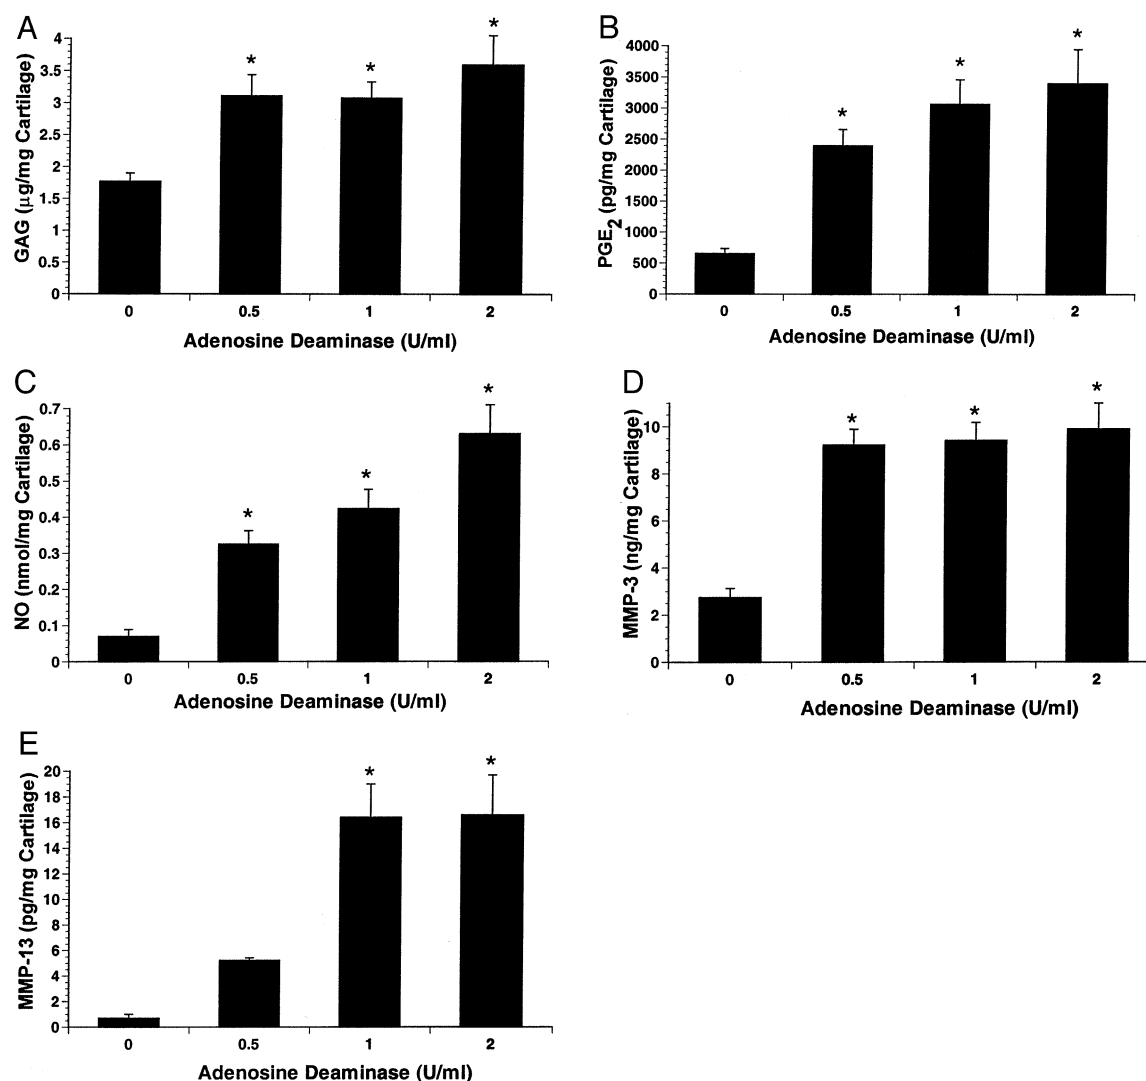 A
GAG (μg/mg Cartilage)
4
3.5
3
2.5
2
1.5
1
0.5
0
* * *
0 0.5 1 2
Adenosine Deaminase (U/ml)
B
PGE2 (pg/mg Cartilage)
4000
3500
3000
2500
2000
1500
1000
500
0
* * *
0 0.5 1 2
Adenosine Deaminase (U/ml)
C
NO (nmol/mg Cartilage)
0.7
0.6
0.5
0.4
0.3
0.2
0.1
0
* * *
0 0.5 1 2
Adenosine Deaminase (U/ml)
D
MMP-3 (ng/mg Cartilage)
10
8
6
4
2
0
* * *
0 0.5 1 2
Adenosine Deaminase (U/ml)
E
MMP-13 (pg/mg Cartilage)
20
18
16
14
12
10
8
6
4
2
0
* *
0 0.5 1 2
Adenosine Deaminase (U/ml)